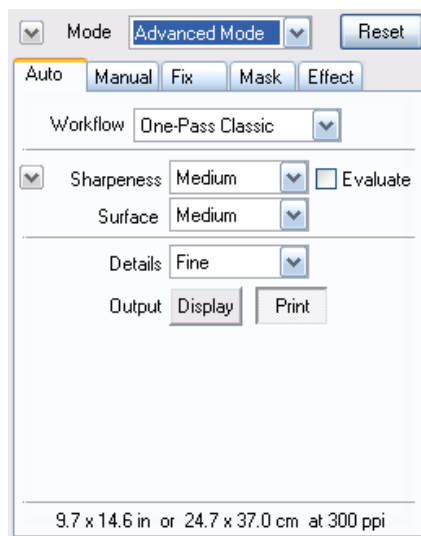 Mode Advanced Mode Reset
Auto Manual Fix Mask Effect
Workflow One-Pass Classic
Sharpeness Medium Evaluate
Surface Medium
Details Fine
Output Display Print
9.7 x 14.6 in or 24.7 x 37.0 cm at 300 ppi